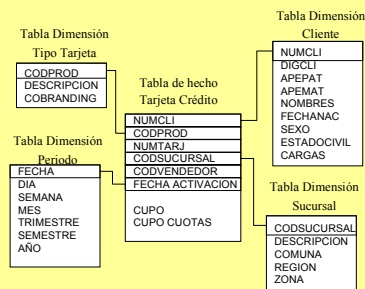 Tabla Dimensión
Tipo Tarjeta
CODPROD
DESCRIPCION
COBRANDING
Tabla Dimensión
Periodo
FECHA
DIA
SEMANA
MES
TRIMESTRE
SEMESTRE
AÑO
Tabla de hecho
Tarjeta Crédito
NUMCLI
CODPROD
NUMTARJ
CODSUCURSAL
CODVENDEDOR
FECHA ACTIVACION
CUPO
CUPO CUOTAS
Tabla Dimensión
Cliente
NUMCLI
DIGCLI
APEPAT
APEMAT
NOMBRES
FECHANAC
SEXO
ESTADOCIVIL
CARGAS
Tabla Dimensión
Sucursal
CODSUCURSAL
DESCRIPCION
COMUNA
REGION
ZONA